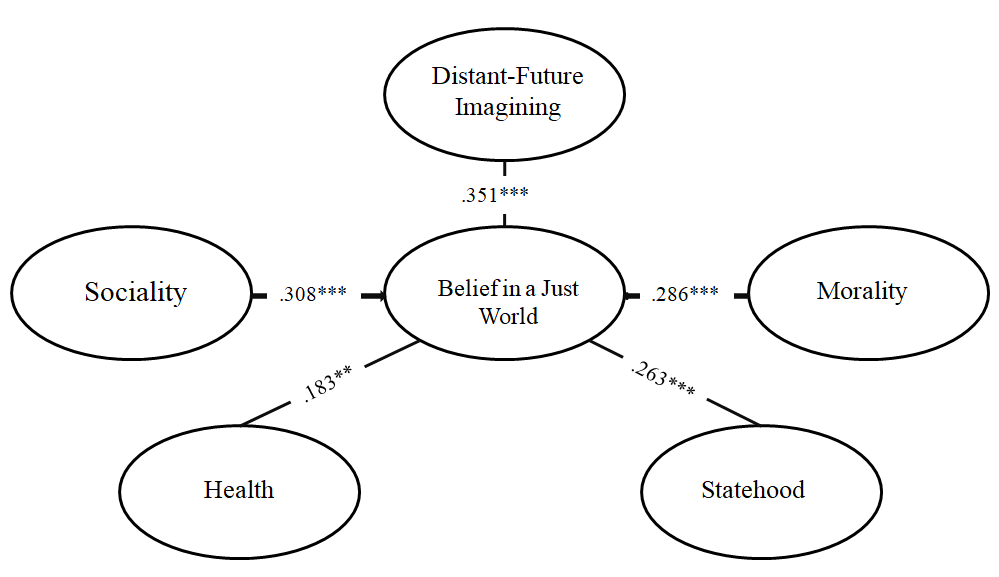 Distant-Future
Imagining
.351***
Sociality
.308***
Belief in a Just
World
.286***
Morality
.183**
.263***
Health
Statehood